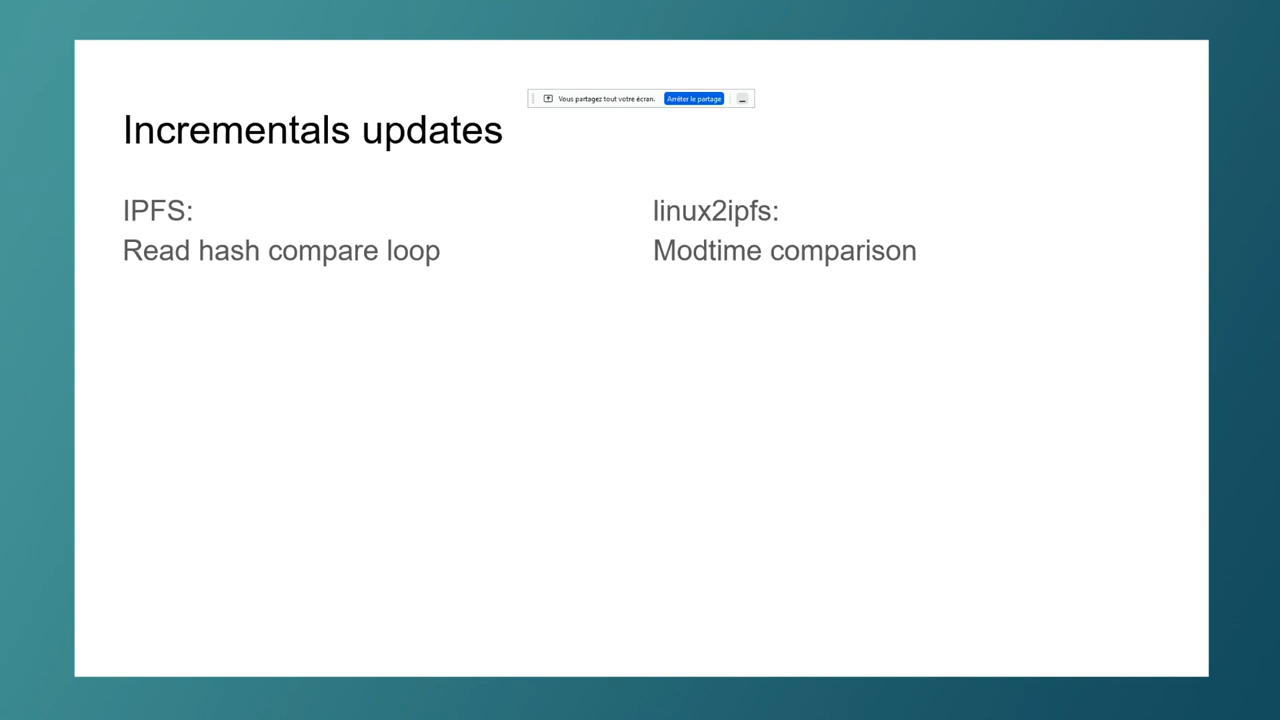 Vous partagez tout votre écran. Arrêter le partage
Incrementals updates
IPFS:
Read hash compare loop
linux2ipfs:
Modtime comparison